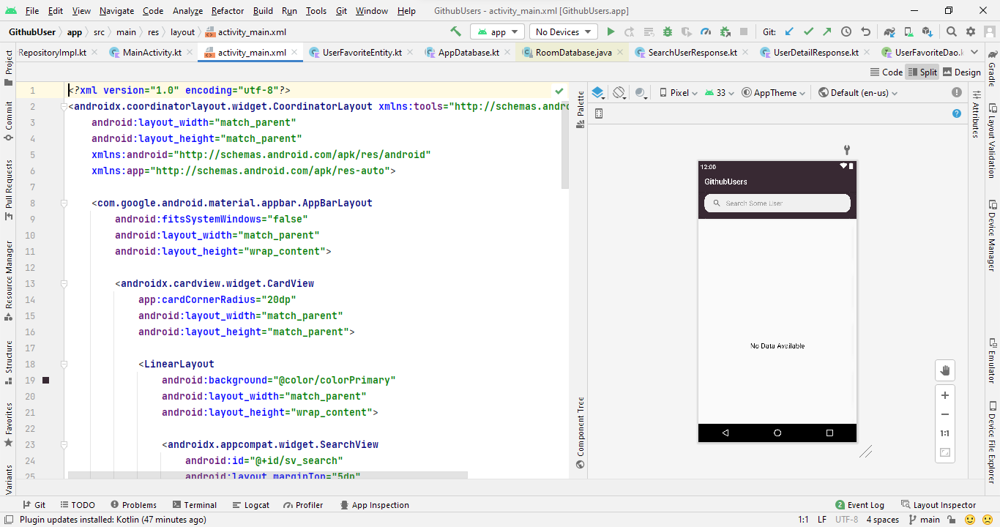 File Edit View Navigate Code Analyze Refactor Build Run Tools Git Window Help GithubUsers - activity_main.xml [GithubUsers.app]
GithubUser app src main res layout activity_main.xml app No Devices Git:
RepositoryImpl.kt MainActivity.kt activity_main.xml UserFavoriteEntity.kt AppDatabase.kt RoomDatabase.java SearchUserResponse.kt UserDetailResponse.kt UserFavoriteDao.
Code Split Design
Project
Commit
Pull Requests
Resource Manager
Structure
Favorites
Variants
1 <?xml version="1.0" encoding="utf-8"?>
2 <androidx.coordinatorlayout.widget.CoordinatorLayout xmlns:tools="http://schemas.andro
3 android:layout_width="match_parent"
4 android:layout_height="match_parent"
5 xmlns:android="http://schemas.android.com/apk/res/android"
6 xmlns:app="http://schemas.android.com/apk/res-auto">
7
8 <com.google.android.material.appbar.AppBarLayout
9 android:fitsSystemWindows="false"
10 android:layout_width="match_parent"
11 android:layout_height="wrap_content">
12
13 <androidx.cardview.widget.CardView
14 app:cardCornerRadius="20dp"
15 android:layout_width="match_parent"
16 android:layout_height="match_parent">
17
18 <LinearLayout
19 android:background="@color/colorPrimary"
20 android:layout_width="match_parent"
21 android:layout_height="wrap_content">
22
23 <androidx.appcompat.widget.SearchView
24 android:id="@+id/sv_search"
25 android:layout_marginTop="5dp"
Palette
Component Tree
Pixel 33 AppTheme Default (en-us)
12:00
GithubUsers
Search Some User
No Data Available
1:1
Attributes
Gradle
Layout Validation
Device Manager
Emulator
Device File Explorer
Git TODO Problems Terminal Logcat Profiler App Inspection 2 Event Log Layout Inspector
Plugin updates installed: Kotlin (47 minutes ago) 1:1 LF UTF-8 4 spaces main